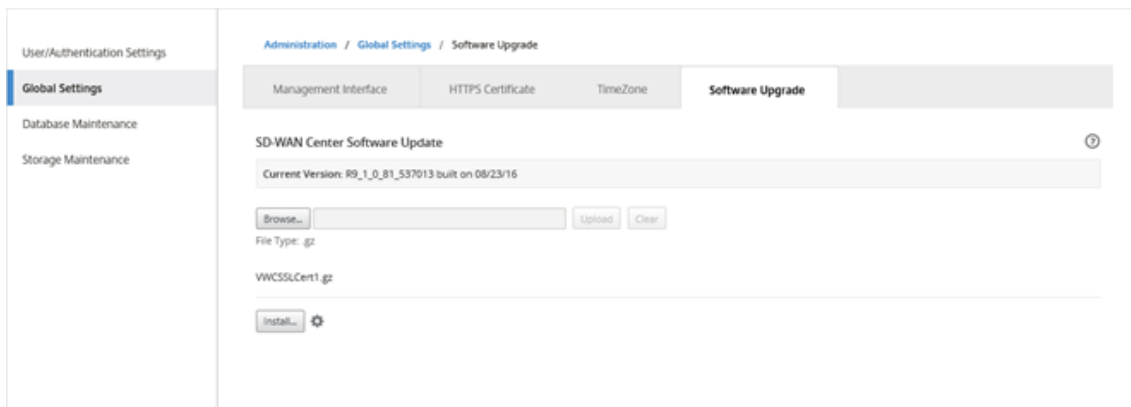 User/Authentication Settings
Global Settings
Database Maintenance
Storage Maintenance
Administration / Global Settings / Software Upgrade
Management Interface HTTPS Certificate TimeZone Software Upgrade
SD-WAN Center Software Update
Current Version: R9_1_0_81_537013 built on 08/23/16
Browse... Upload Clear
File Type: .gz
VWCSSLCert1.gz
Install...